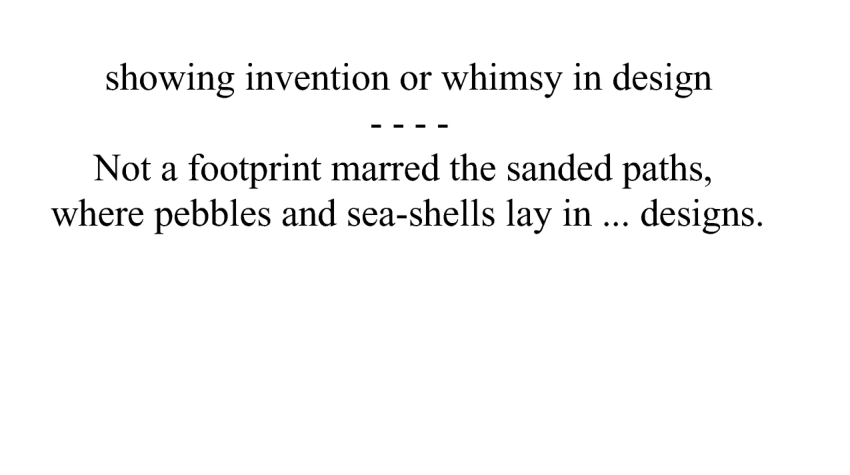 showing invention or whimsy in design
- - - -
Not a footprint marred the sanded paths,
where pebbles and sea-shells lay in ... designs.